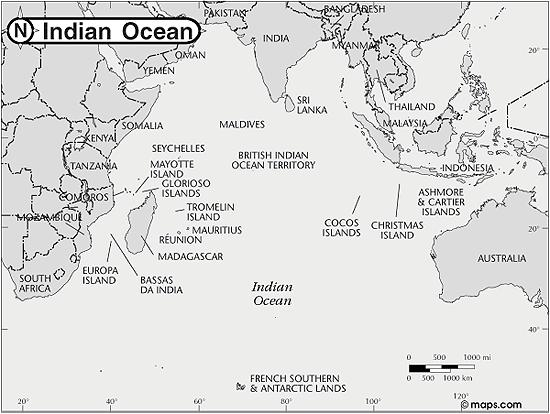 N Indian Ocean
PAKISTAN
BANGLADESH
INDIA
MYANMAR
OMAN
YEMEN
20°
20°
SRI
LANKA
THAILAND
MALAYSIA
SOMALIA
MALDIVES
KENYA
SEYCHELLES
BRITISH INDIAN
OCEAN TERRITORY
TANZANIA
MAYOTTE
ISLAND
GLORIOSO
ISLANDS
INDONESIA
COMOROS
TROMELIN
ISLAND
ASHMORE
& CARTIER
ISLANDS
MOZAMBIQUE
MAURITIUS
COCOS
ISLANDS
CHRISTMAS
ISLAND
RÉUNION
MADAGASCAR
AUSTRALIA
SOUTH
AFRICA
EUROPA
ISLAND
BASSAS
DA INDIA
Indian
Ocean
40°
0 500 1000 mi
0 500 1000 km
FRENCH SOUTHERN
& ANTARCTIC LANDS
20° 40° 60° 80° 100° 120°
© maps.com